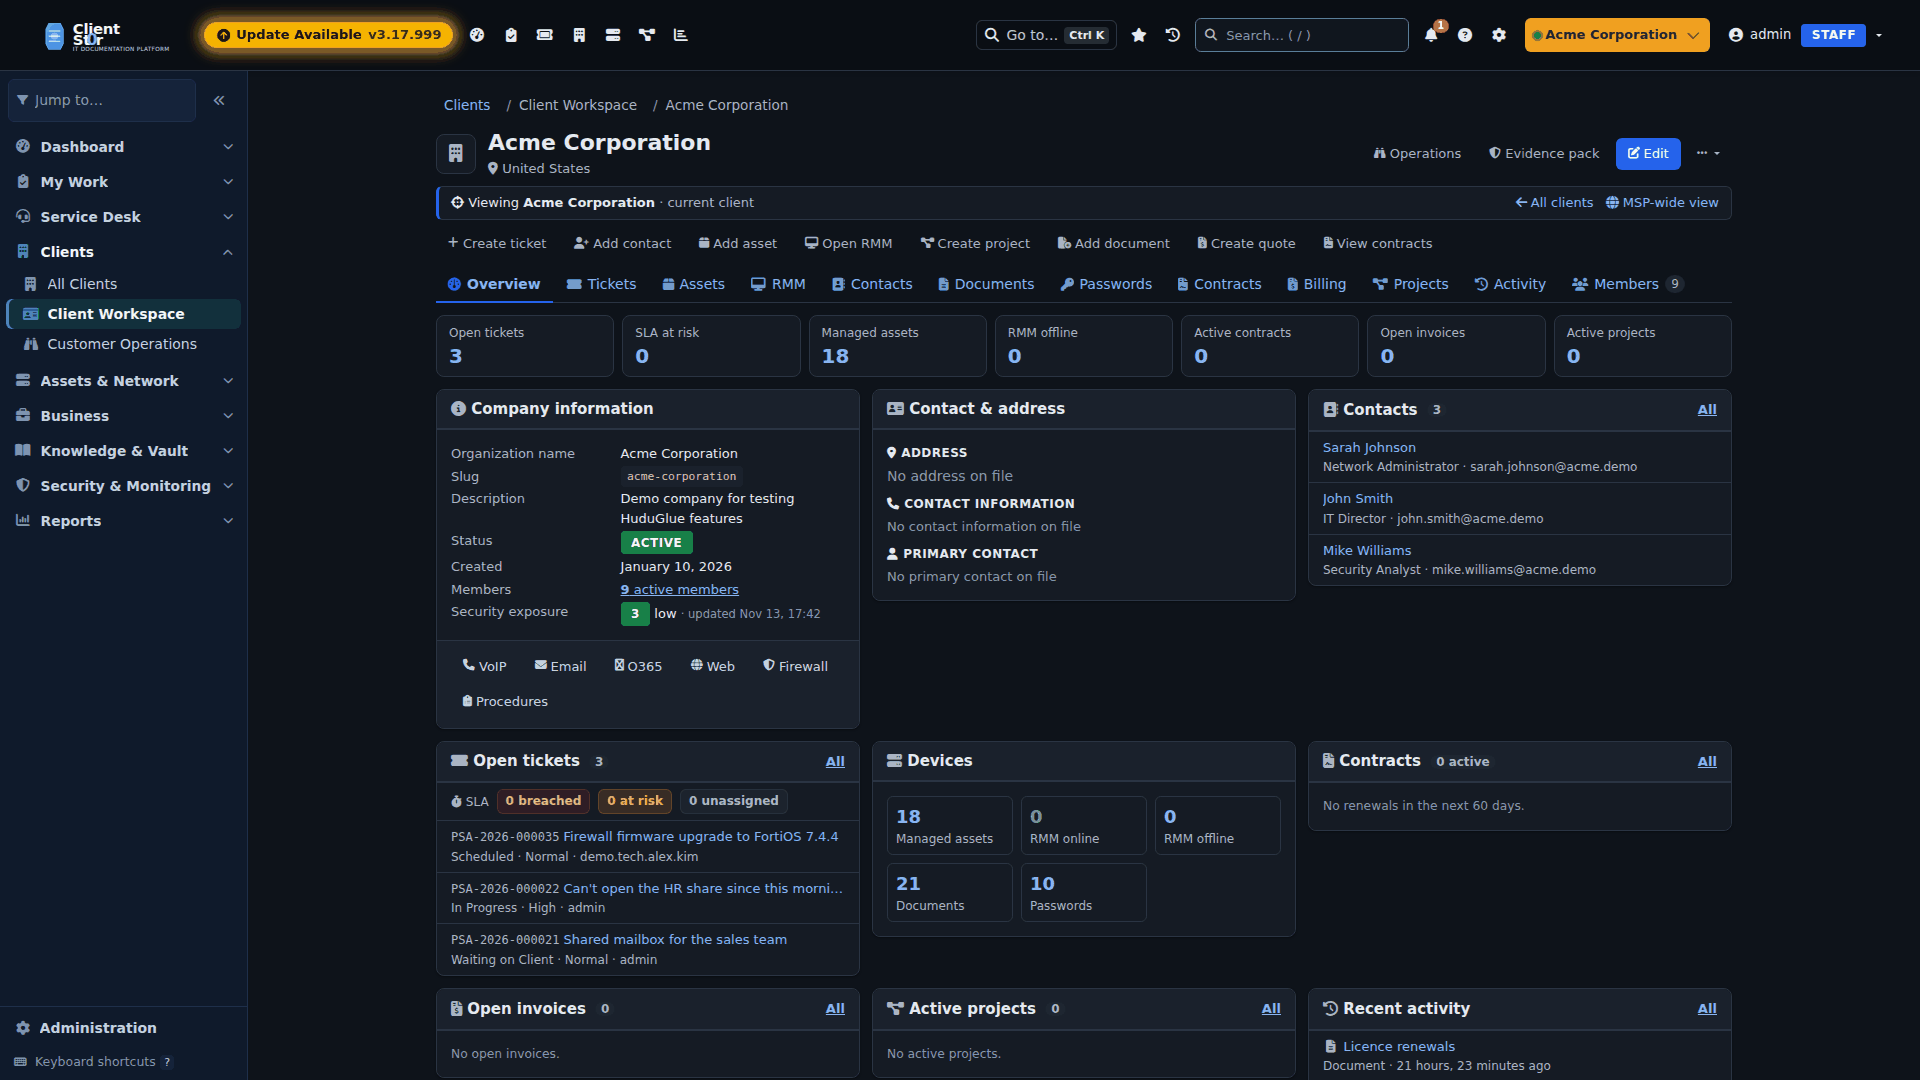 Client
St0r
IT DOCUMENTATION PLATFORM
Update Available v3.17.999
Go to… Ctrl K
Search... ( / )
1
Acme Corporation
admin STAFF
Jump to…
Dashboard
My Work
Service Desk
Clients
All Clients
Client Workspace
Customer Operations
Assets & Network
Business
Knowledge & Vault
Security & Monitoring
Reports
Administration
Keyboard shortcuts ?
Clients / Client Workspace / Acme Corporation
Acme Corporation
United States
Operations
Evidence pack
Edit
Viewing Acme Corporation · current client
All clients
MSP-wide view
Create ticket
Add contact
Add asset
Open RMM
Create project
Add document
Create quote
View contracts
Overview
Tickets
Assets
RMM
Contacts
Documents
Passwords
Contracts
Billing
Projects
Activity
Members 9
Open tickets
3
SLA at risk
0
Managed assets
18
RMM offline
0
Active contracts
0
Open invoices
0
Active projects
0
Company information
Organization name Acme Corporation
Slug acme-corporation
Description Demo company for testing
HuduGlue features
Status ACTIVE
Created January 10, 2026
Members 9 active members
Security exposure 3 low · updated Nov 13, 17:42
VoIP
Email
O365
Web
Firewall
Procedures
Contact & address
ADDRESS
No address on file
CONTACT INFORMATION
No contact information on file
PRIMARY CONTACT
No primary contact on file
Contacts 3 All
Sarah Johnson
Network Administrator · sarah.johnson@acme.demo
John Smith
IT Director · john.smith@acme.demo
Mike Williams
Security Analyst · mike.williams@acme.demo
Open tickets 3 All
SLA 0 breached 0 at risk 0 unassigned
PSA-2026-000035 Firewall firmware upgrade to FortiOS 7.4.4
Scheduled · Normal · demo.tech.alex.kim
PSA-2026-000022 Can't open the HR share since this morni…
In Progress · High · admin
PSA-2026-000021 Shared mailbox for the sales team
Waiting on Client · Normal · admin
Devices
18
Managed assets
0
RMM online
0
RMM offline
21
Documents
10
Passwords
Contracts 0 active All
No renewals in the next 60 days.
Open invoices 0 All
No open invoices.
Active projects 0 All
No active projects.
Recent activity All
Licence renewals
Document · 21 hours, 23 minutes ago